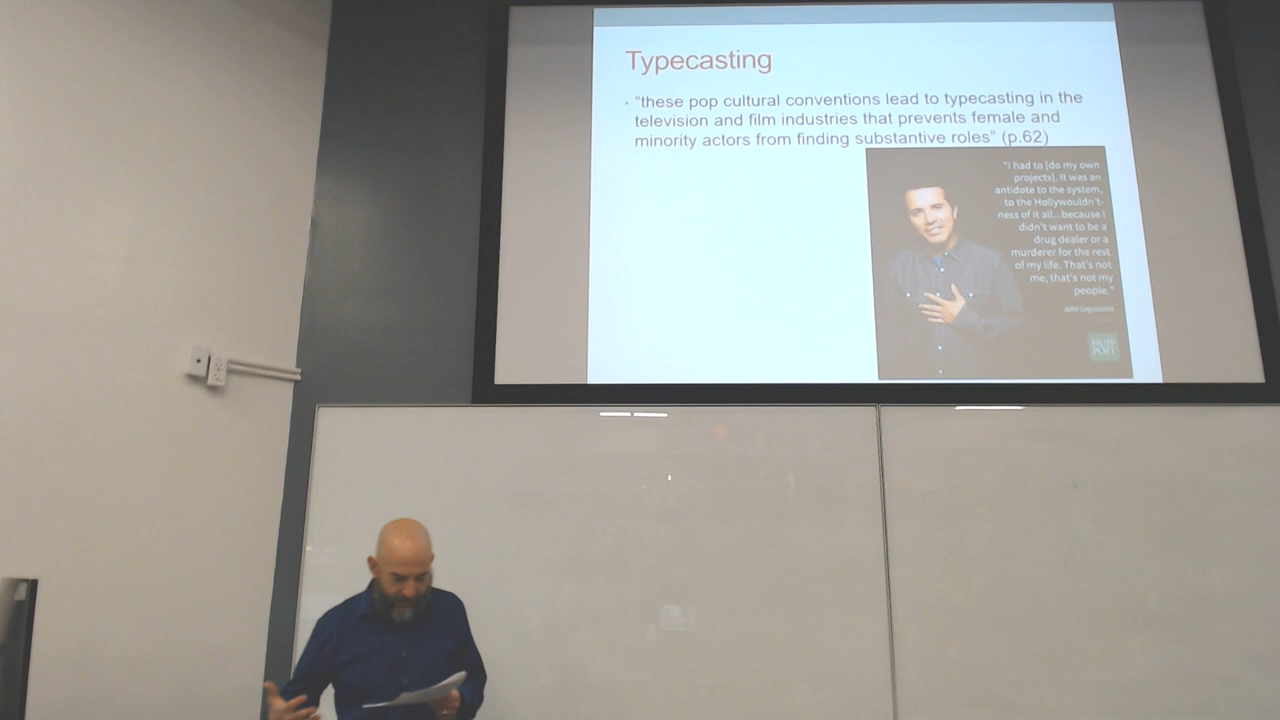 Typecasting
• “these pop cultural conventions lead to typecasting in the
television and film industries that prevents female and
minority actors from finding substantive roles” (p.62)
"I had to [do my own
projects]. It was an
antidote to the system,
to the Hollywouldn't-
ness of it all...because I
didn't want to be a
drug dealer or a
murderer for the rest
of my life. That's not
me, that's not my
people."
John Leguizamo
HUFF
POST